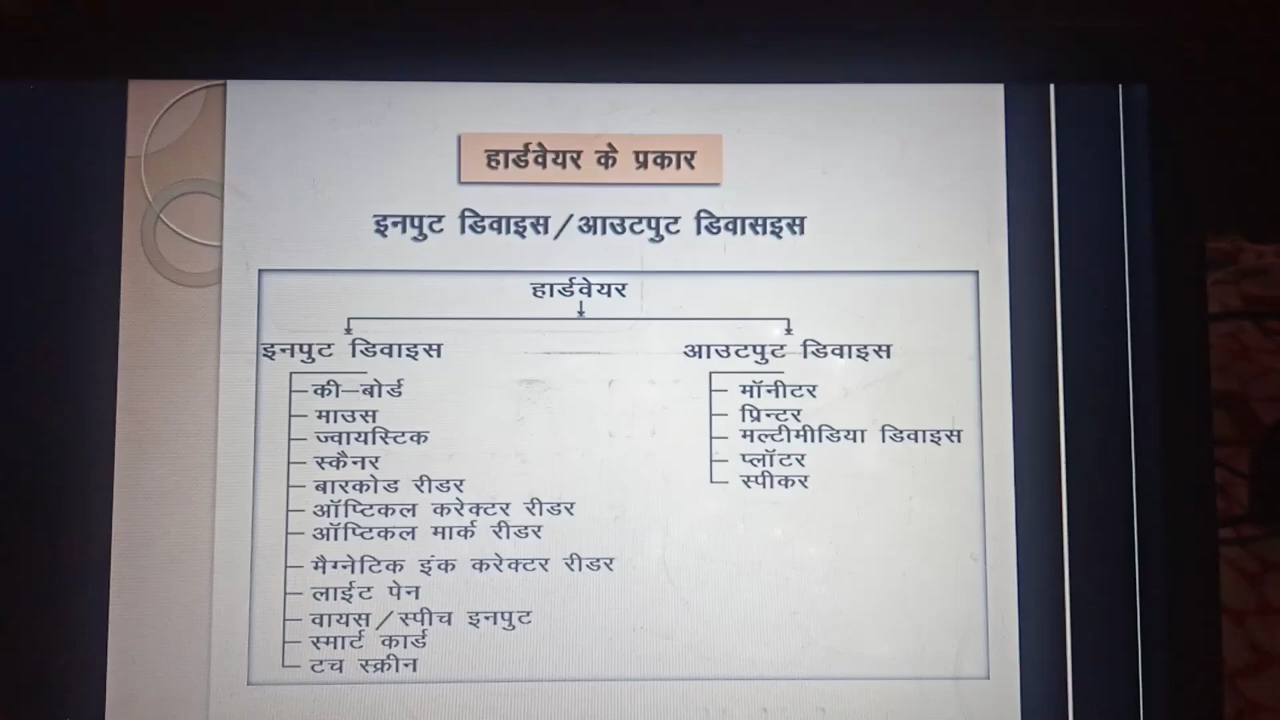 हार्डवेयर के प्रकार
इनपुट डिवाइस/आउटपुट डिवासइस
हार्डवेयर
इनपुट डिवाइस
की–बोर्ड
माउस
ज्वायस्टिक
स्कैनर
बारकोड रीडर
ऑप्टिकल करेक्टर रीडर
ऑप्टिकल मार्क रीडर
मैग्नेटिक इंक करेक्टर रीडर
लाईट पेन
वायस/स्पीच इनपुट
स्मार्ट कार्ड
टच स्क्रीन
आउटपुट डिवाइस
मॉनीटर
प्रिन्टर
मल्टीमीडिया डिवाइस
प्लॉटर
स्पीकर